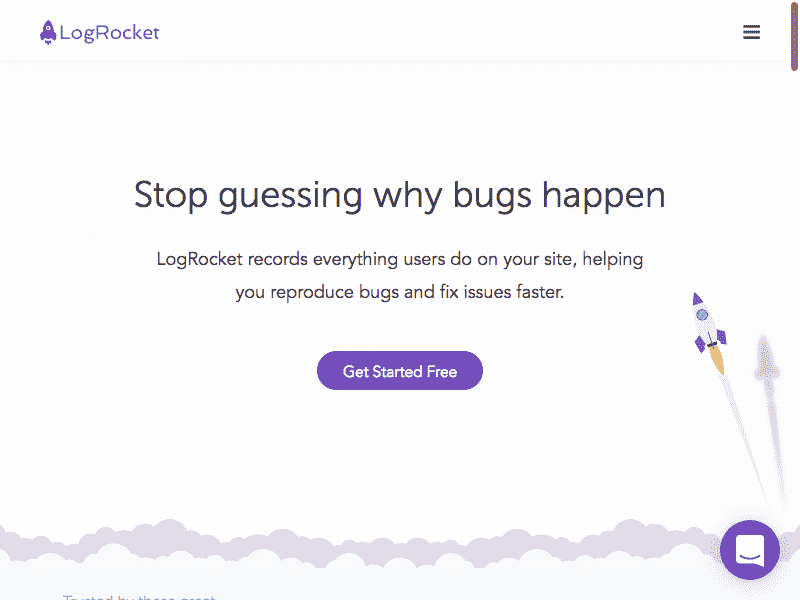 LogRocket
Stop guessing why bugs happen
LogRocket records everything users do on your site, helping
you reproduce bugs and fix issues faster.
Get Started Free
Trusted by these great